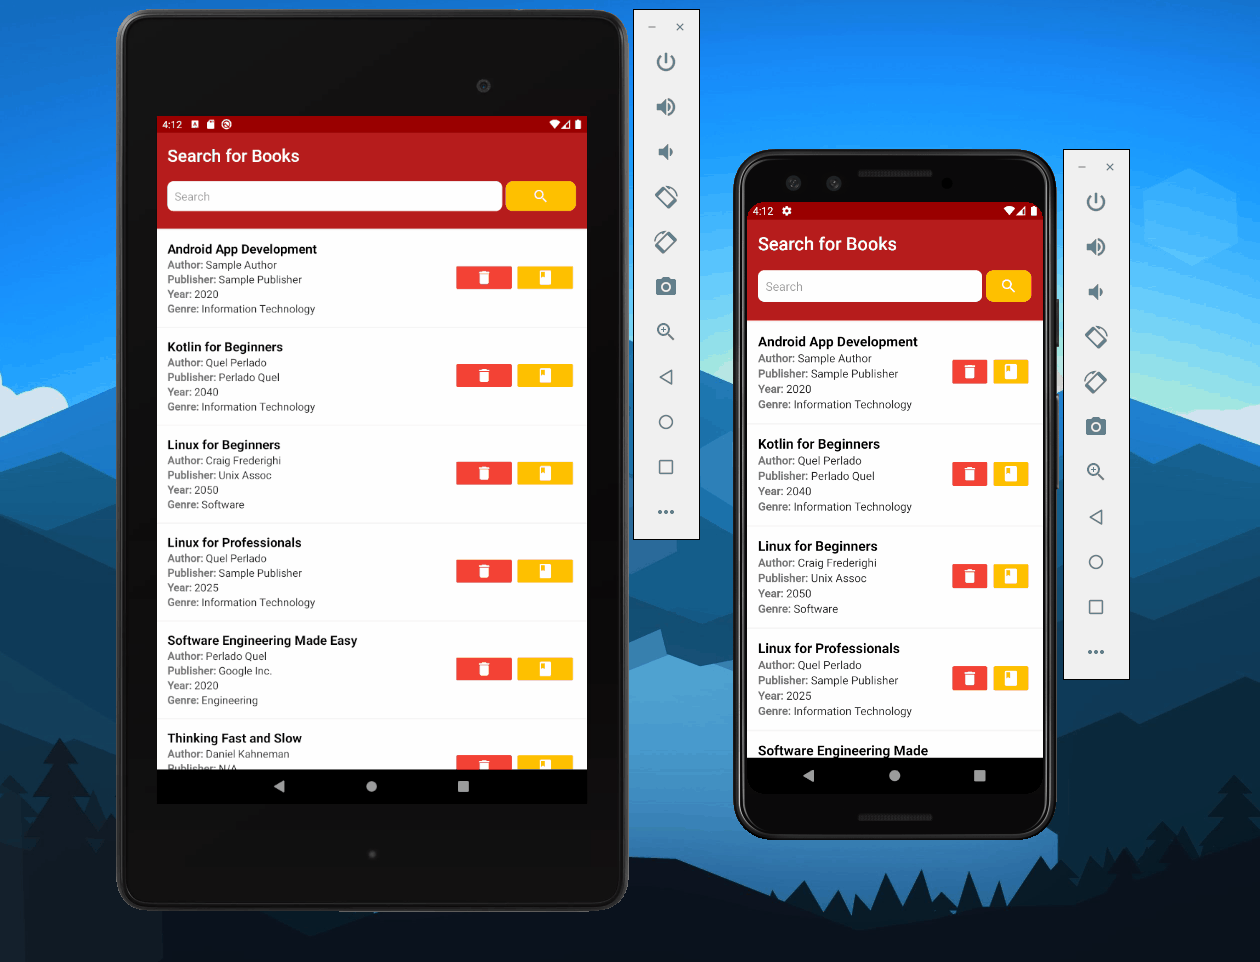 4:12
Search for Books
Search
Android App Development
Author: Sample Author
Publisher: Sample Publisher
Year: 2020
Genre: Information Technology
Kotlin for Beginners
Author: Quel Perlado
Publisher: Perlado Quel
Year: 2040
Genre: Information Technology
Linux for Beginners
Author: Craig Frederighi
Publisher: Unix Assoc
Year: 2050
Genre: Software
Linux for Professionals
Author: Quel Perlado
Publisher: Sample Publisher
Year: 2025
Genre: Information Technology
Software Engineering Made Easy
Author: Perlado Quel
Publisher: Google Inc.
Year: 2020
Genre: Engineering
Thinking Fast and Slow
Author: Daniel Kahneman
Publisher: N/A
4:12
Search for Books
Search
Android App Development
Author: Sample Author
Publisher: Sample Publisher
Year: 2020
Genre: Information Technology
Kotlin for Beginners
Author: Quel Perlado
Publisher: Perlado Quel
Year: 2040
Genre: Information Technology
Linux for Beginners
Author: Craig Frederighi
Publisher: Unix Assoc
Year: 2050
Genre: Software
Linux for Professionals
Author: Quel Perlado
Publisher: Sample Publisher
Year: 2025
Genre: Information Technology
Software Engineering Made